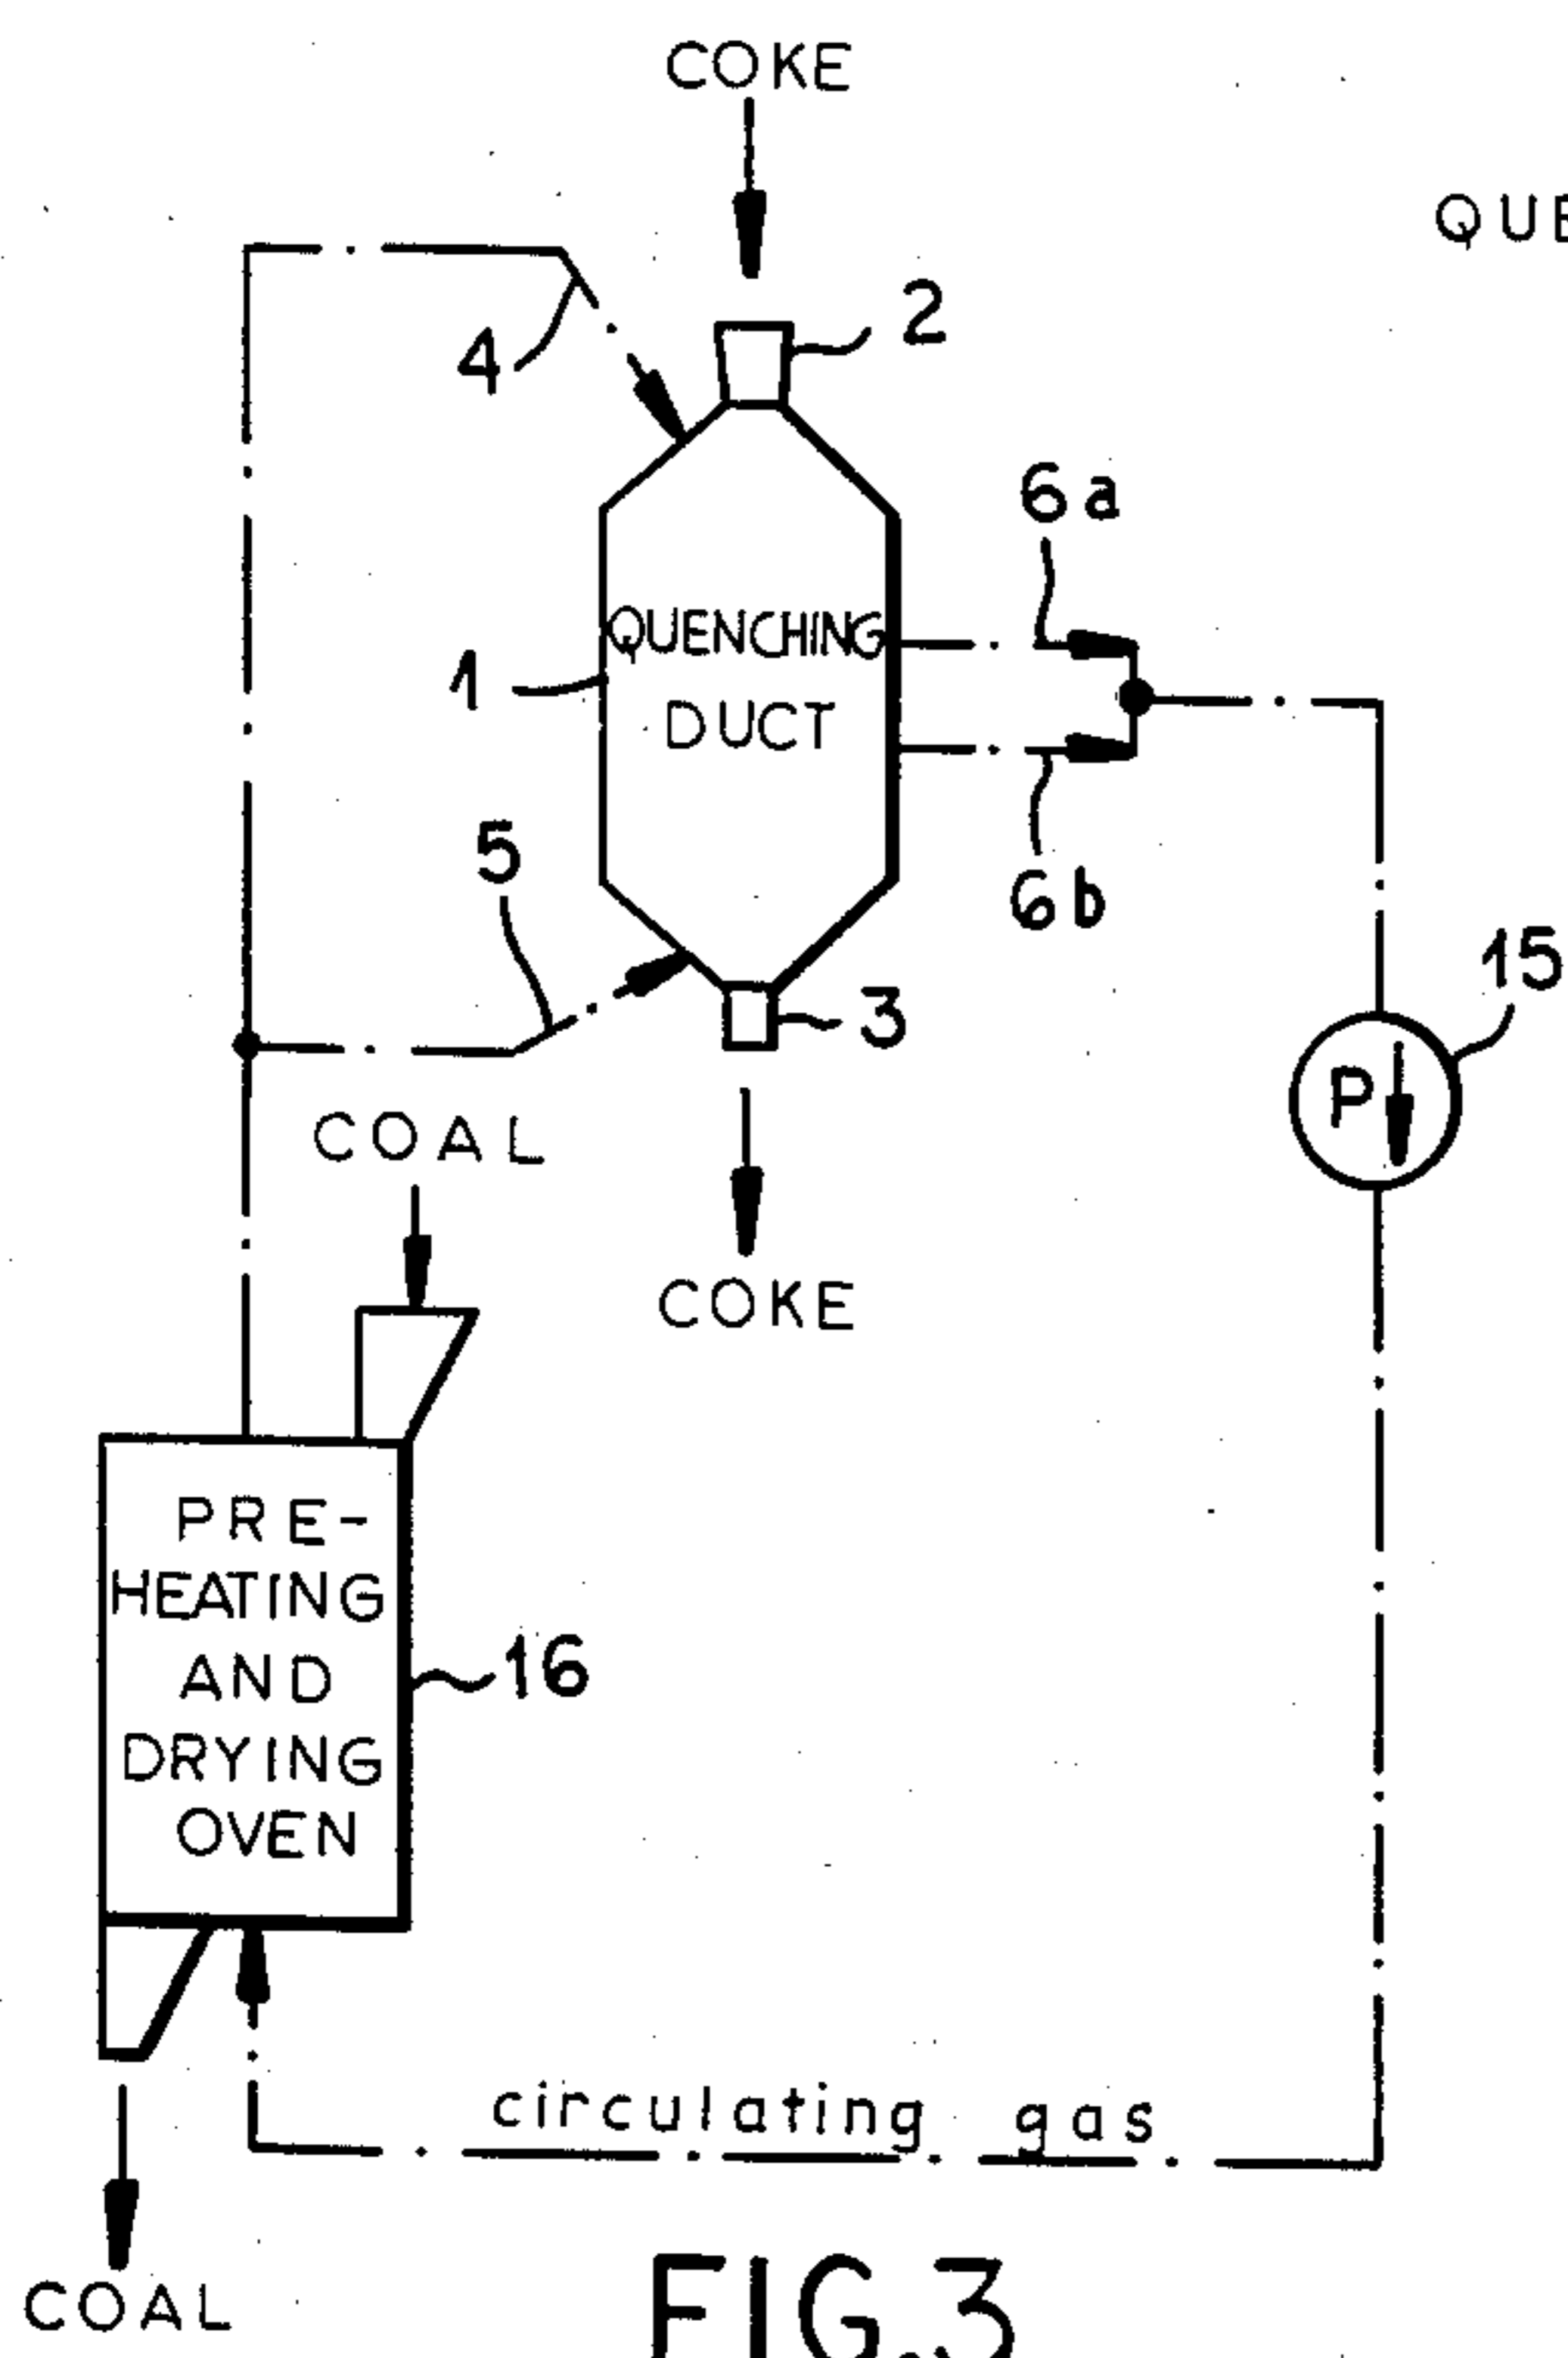 COKE
QUE
2
4
6a
QUENCHING
1
DUCT
5
6b
15
3
P
COAL
COKE
PRE-
HEATING
AND
16
DRYING
OVEN
circulating gas
COAL
FIG.3